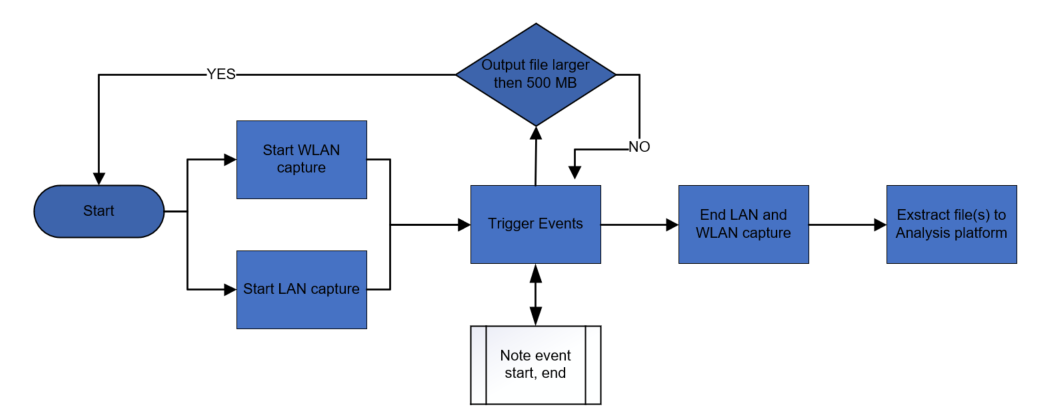 Output file larger
then 500 MB
YES
NO
Start WLAN
capture
Start
Trigger Events
End LAN and
WLAN capture
Exstract file(s) to
Analysis platform
Start LAN capture
Note event
start, end